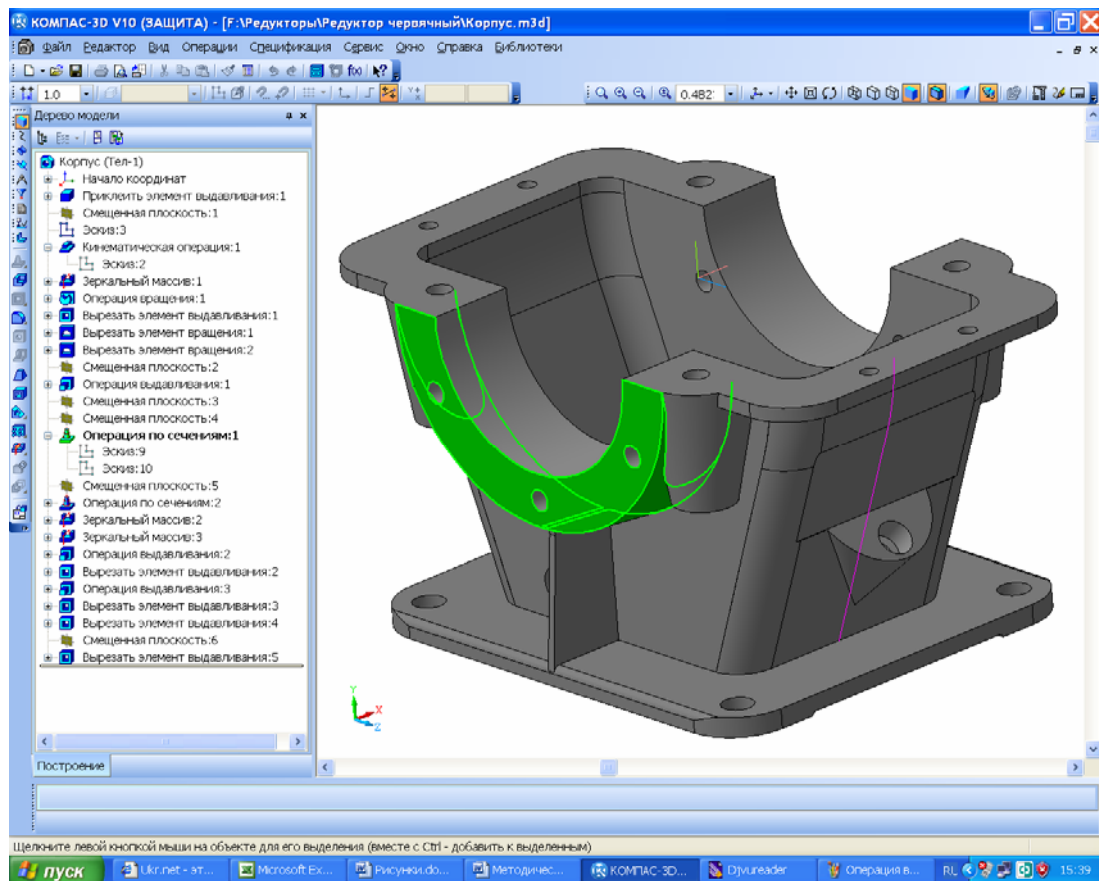 КОМПАС-3D V10 (ЗАЩИТА) - [F:\Редукторы\Редуктор червячный\Корпус.m3d]
Файл Редактор Вид Операции Спецификация Сервис Окно Справка Библиотеки
1.0
0.482
Дерево модели
Корпус (Тел-1)
Начало координат
Приклеить элемент выдавливания:1
Смещенная плоскость:1
Эскиз:3
Кинематическая операция:1
Эскиз:2
Зеркальный массив:1
Операция вращения:1
Вырезать элемент выдавливания:1
Вырезать элемент вращения:1
Вырезать элемент вращения:2
Смещенная плоскость:2
Операция выдавливания:1
Смещенная плоскость:3
Смещенная плоскость:4
Операция по сечениям:1
Эскиз:9
Эскиз:10
Смещенная плоскость:5
Операция по сечениям:2
Зеркальный массив:2
Зеркальный массив:3
Операция выдавливания:2
Вырезать элемент выдавливания:2
Операция выдавливания:3
Вырезать элемент выдавливания:3
Вырезать элемент выдавливания:4
Смещенная плоскость:6
Вырезать элемент выдавливания:5
Y
X
Z
Построение
Щелкните левой кнопкой мыши на объекте для его выделения (вместе с Ctrl - добавить к выделенным)
пуск Ukr.net - эт... Microsoft Ex... Рисунки.do... Методичес... КОМПАС-3D... Djvureader Операция в... RU 15:39